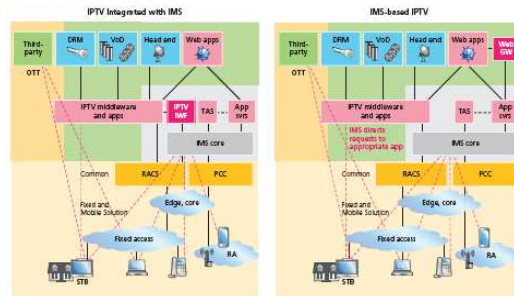 IPTV Integrated with IMS
Third-party
DRM
VoD
Head end
Web apps
OTT
IPTV middleware
and apps
IPTV
IWF
TAS
App
svrs
IMS core
Common
RACS
PCC
Fixed and
Mobile Solution
Edge, core
Fixed access
RA
STB
IMS-based IPTV
Third-party
DRM
VoD
Head end
Web apps
Web
GW
OTT
IPTV middleware
and apps
TAS
App
svrs
IMS directs
requests to
appropriate app
IMS core
Common
RACS
PCC
Fixed and
Mobile Solution
Edge, core
Fixed access
RA
STB